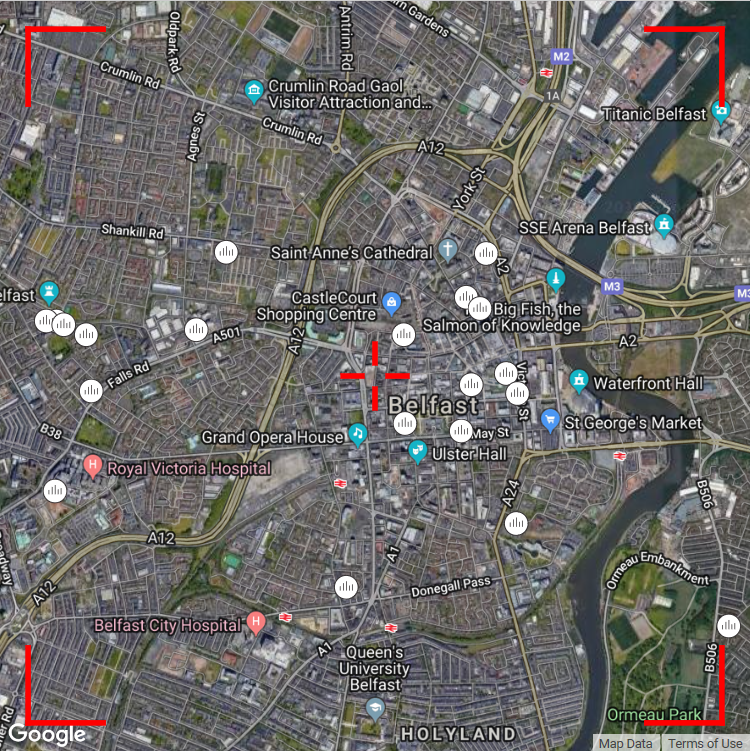 Oldpark Rd
Antrim Rd
rn Gardens
M2
Crumlin Rd
1A
Crumlin Road Gaol
Visitor Attraction and...
Titanic Belfast
Agnes St
Crumlin Rd
A12
York St
Shankill Rd
SSE Arena Belfast
Saint Anne's Cathedral
A2
elfast
M3
M3
CastleCourt
Shopping Centre
Big Fish, the
Salmon of Knowledge
A501
A12
A2
Falls Rd
Vict
St
Waterfront Hall
Belfast
B38
Grand Opera House
May St
St George's Market
Ulster Hall
Royal Victoria Hospital
A24
B506
A12
roadway
A1
Ormeau Embankment
A12
Donegall Pass
Belfast City Hospital
A1
Queen's
University
Belfast
B506
ner Rd
Ormeau Park
HOLYLAND
Google
Map Data
Terms of Use